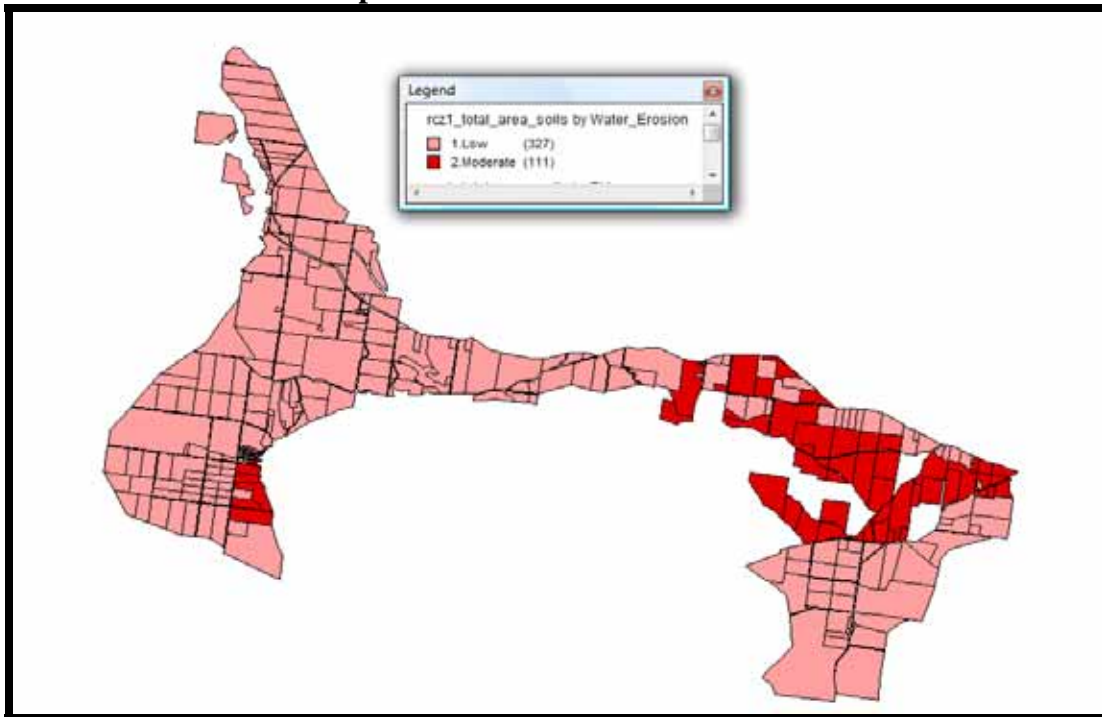 Legend
rcz1_total_area_soils by Water_Erosion
1.Low (327)
2.Moderate (111)